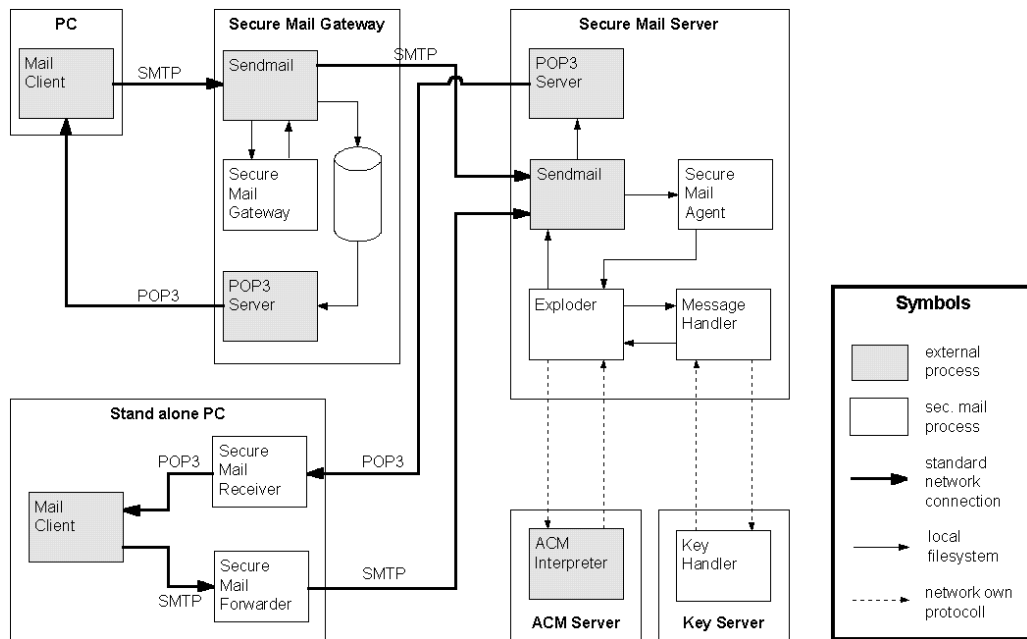 PC
Mail
Client
SMTP
Secure Mail Gateway
Sendmail
Secure
Mail
Gateway
POP3
Server
POP3
SMTP
Secure Mail Server
POP3
Server
Sendmail
Secure
Mail
Agent
Exploder
Message
Handler
Stand alone PC
Mail
Client
POP3
Secure
Mail
Receiver
POP3
SMTP
Secure
Mail
Forwarder
SMTP
ACM
Interpreter
ACM Server
Key
Handler
Key Server
Symbols
external
process
sec. mail
process
standard
network
connection
local
filesystem
network own
protocoll